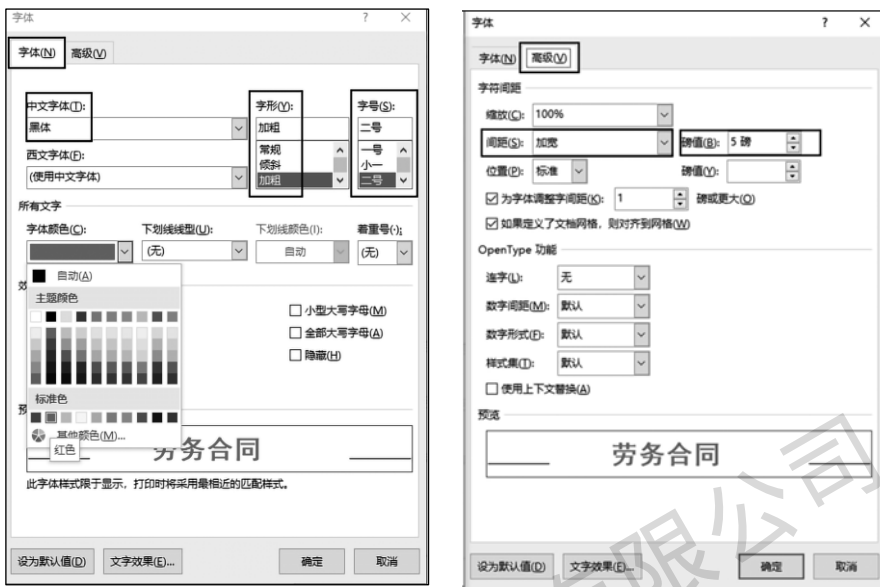 字体 ? ×
字体(N) 高级(V)
中文字体(T): 字形(Y): 字号(S):
黑体 加粗 二号
常规 一号
西文字体(F): 倾斜 小一
(使用中文字体) 加粗 二号
所有文字
字体颜色(C): 下划线线型(U): 下划线颜色(I): 着重号(·):
(无) 自动 (无)
自动(A)
效
主题颜色
小型大写字母(M)
全部大写字母(A)
隐藏(H)
标准色
预
其他颜色(M)...
红色
劳务合同
此字体样式限于显示，打印时将采用最相近的匹配样式。
设为默认值(D) 文字效果(E)... 确定 取消
字体 ? ×
字体(N) 高级(V)
字符间距
缩放(C): 100%
间距(S): 加宽 磅值(B): 5 磅
位置(P): 标准 磅值(Y):
为字体调整字间距(K): 1 磅或更大(O)
如果定义了文档网格，则对齐到网格(W)
OpenType 功能
连字(L): 无
数字间距(M): 默认
数字形式(F): 默认
样式集(T): 默认
使用上下文替换(A)
预览
劳务合同
设为默认值(D) 文字效果(E)... 确定 取消
有限公司